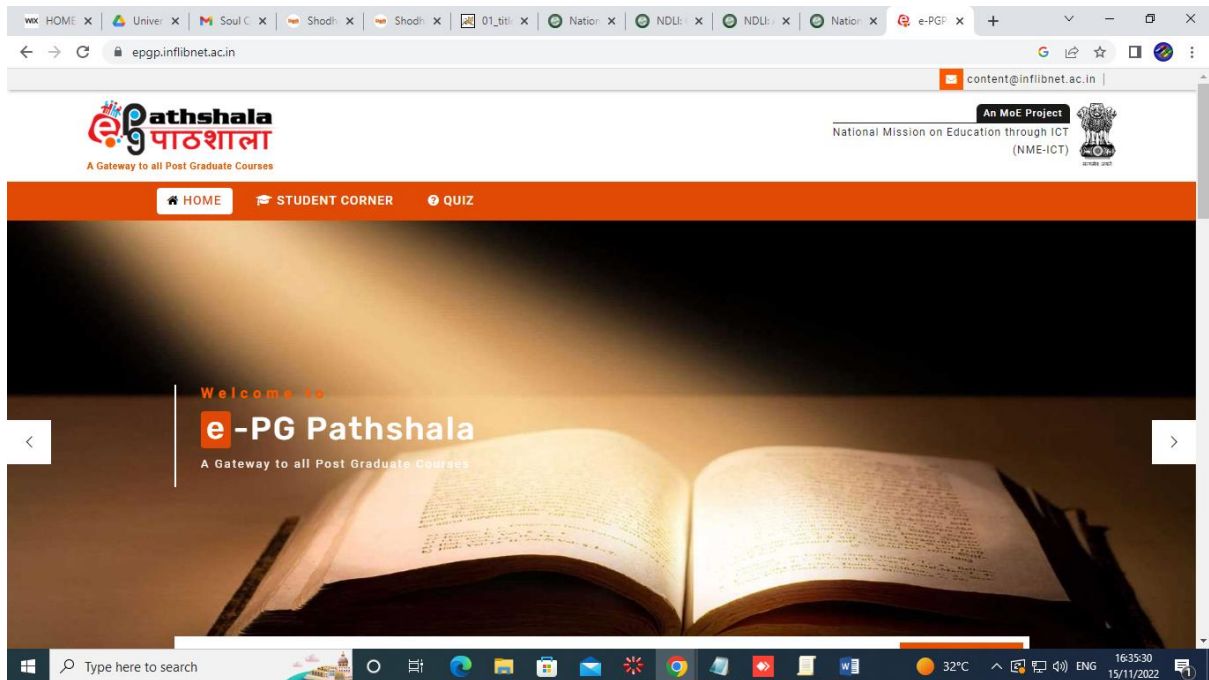 HOME
Univer
Soul C
Shodh
Shodh
01_titl
Nation
NDLI:
NDLI: /
Nation
e-PGP
epgp.inflibnet.ac.in
content@inflibnet.ac.in |
Pathshala
पाठशाला
A Gateway to all Post Graduate Courses
An MoE Project
National Mission on Education through ICT
(NME-ICT)
HOME
STUDENT CORNER
QUIZ
Welcome to
e-PG Pathshala
A Gateway to all Post Graduate Courses
Type here to search
32°C
ENG
16:35:30
15/11/2022